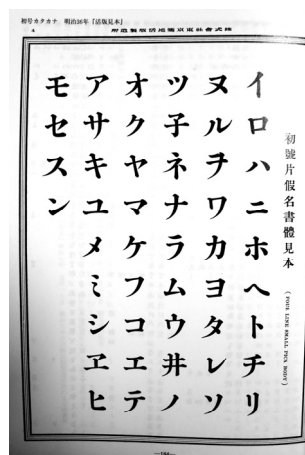 初号カタカナ　明治36年『活版見本』
4
所造製版活地築京東社會式株
初號片假名書體見本
(FOUR LINE SMALL PICA BODY)
イロハニホヘトチリ
ヌルヲワカヨタレソ
ツ子ネナラムウ井ノ
オクヤマケフコエテ
アサキユメミシヱヒ
モセスン